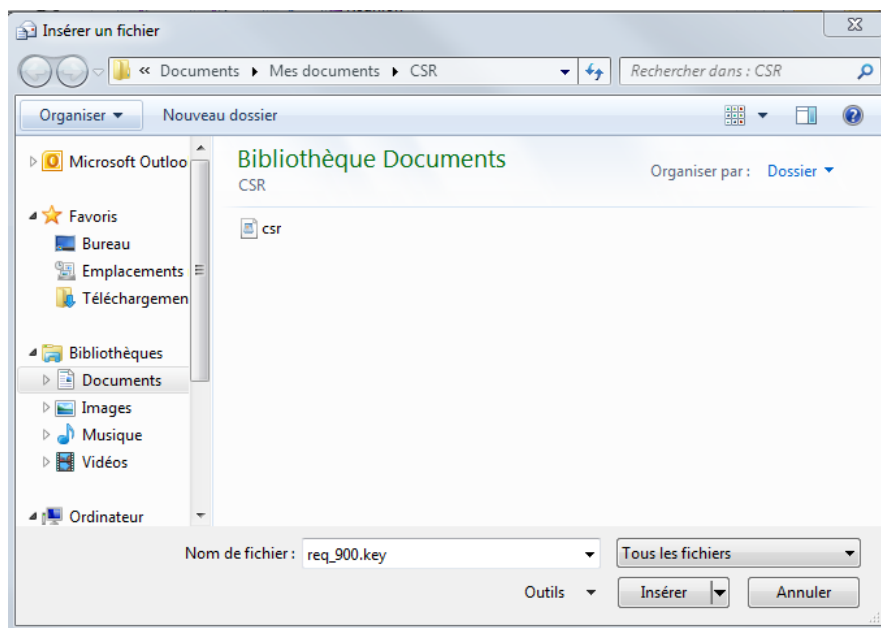 Insérer un fichier
« Documents Mes documents CSR
Rechercher dans : CSR
Organiser Nouveau dossier
Microsoft Outloo
Favoris
Bureau
Emplacements
Téléchargemen
Bibliothèques
Documents
Images
Musique
Vidéos
Ordinateur
Bibliothèque Documents
CSR
Organiser par : Dossier
csr
Nom de fichier : req_900.key
Tous les fichiers
Outils Insérer Annuler